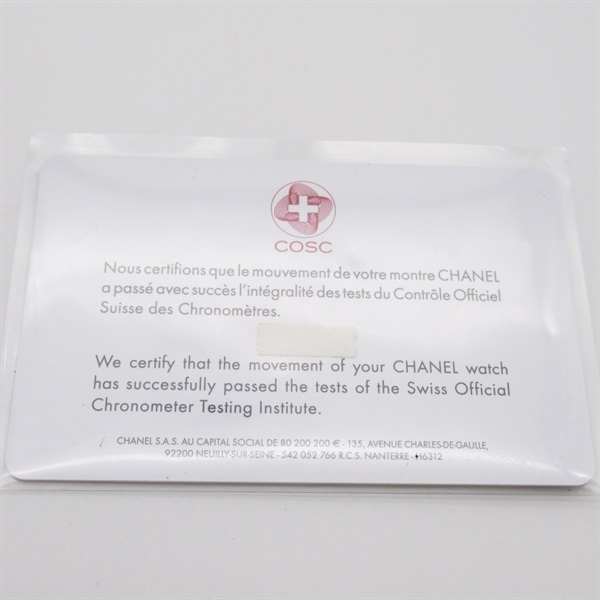 COSC
Nous certifions que le mouvement de votre montre CHANEL
a passé avec succès l'intégralité des tests du Contrôle Officiel
Suisse des Chronomètres.
We certify that the movement of your CHANEL watch
has successfully passed the tests of the Swiss Official
Chronometer Testing Institute.
CHANEL S.A.S. AU CAPITAL SOCIAL DE 80 200 200 € - 135, AVENUE CHARLES-DE-GAULLE,
92200 NEUILLY-SUR-SEINE - 542 052 766 R.C.S. NANTERRE -